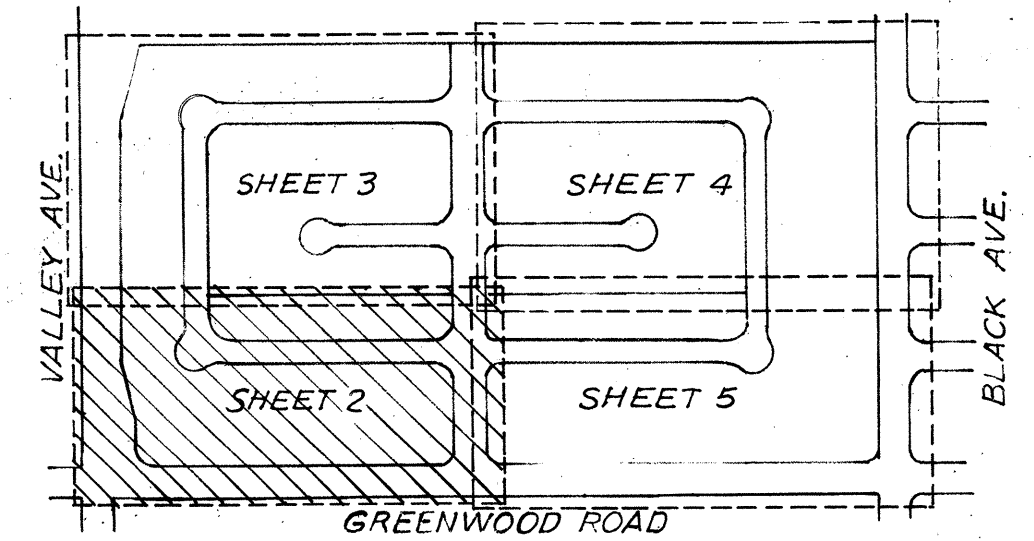 SHEET 3
SHEET 4
VALLEY AVE.
BLACK AVE.
SHEET 2
SHEET 5
GREENWOOD ROAD